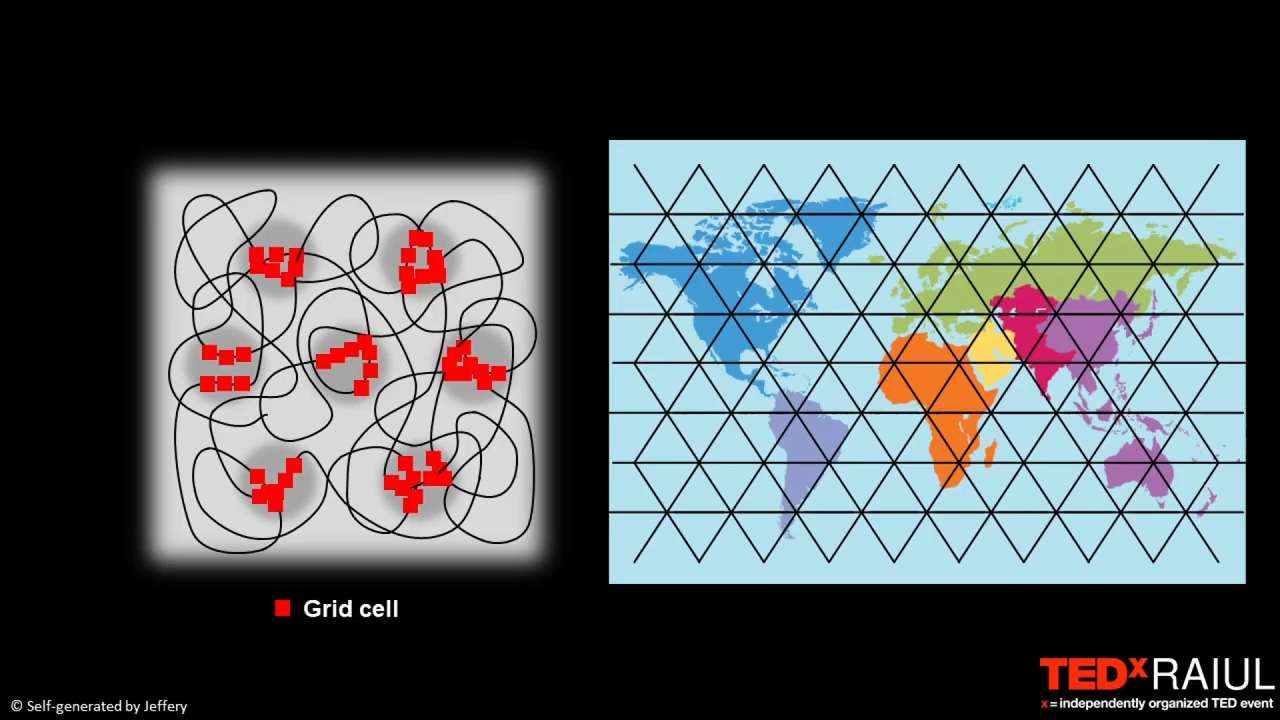 Grid cell
TEDxRAIUL
x = independently organized TED event
© Self-generated by Jeffery